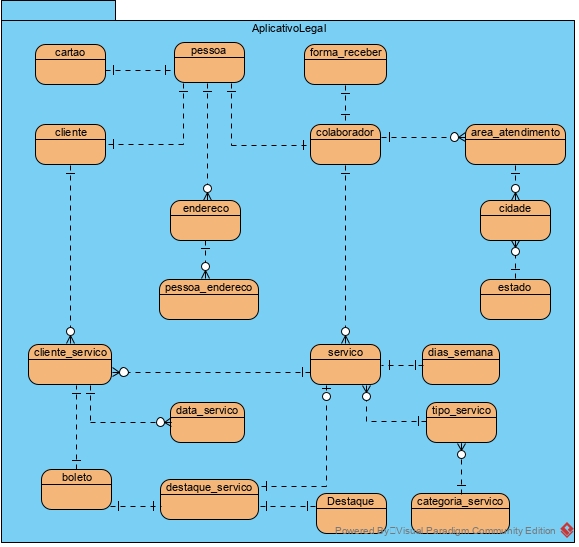 AplicativoLegal
cartao
pessoa
forma_receber
cliente
colaborador
area_atendimento
endereco
cidade
pessoa_endereco
estado
cliente_servico
servico
dias_semana
data_servico
tipo_servico
boleto
destaque_servico
Destaque
categoria_servico
Powered By Visual Paradigm Community Edition